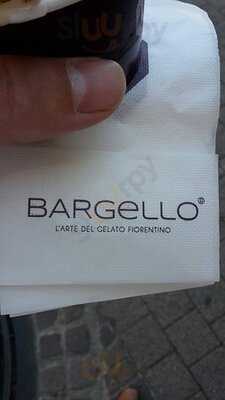 BARGELLO®
L'ARTE DEL GELATO FIORENTINO